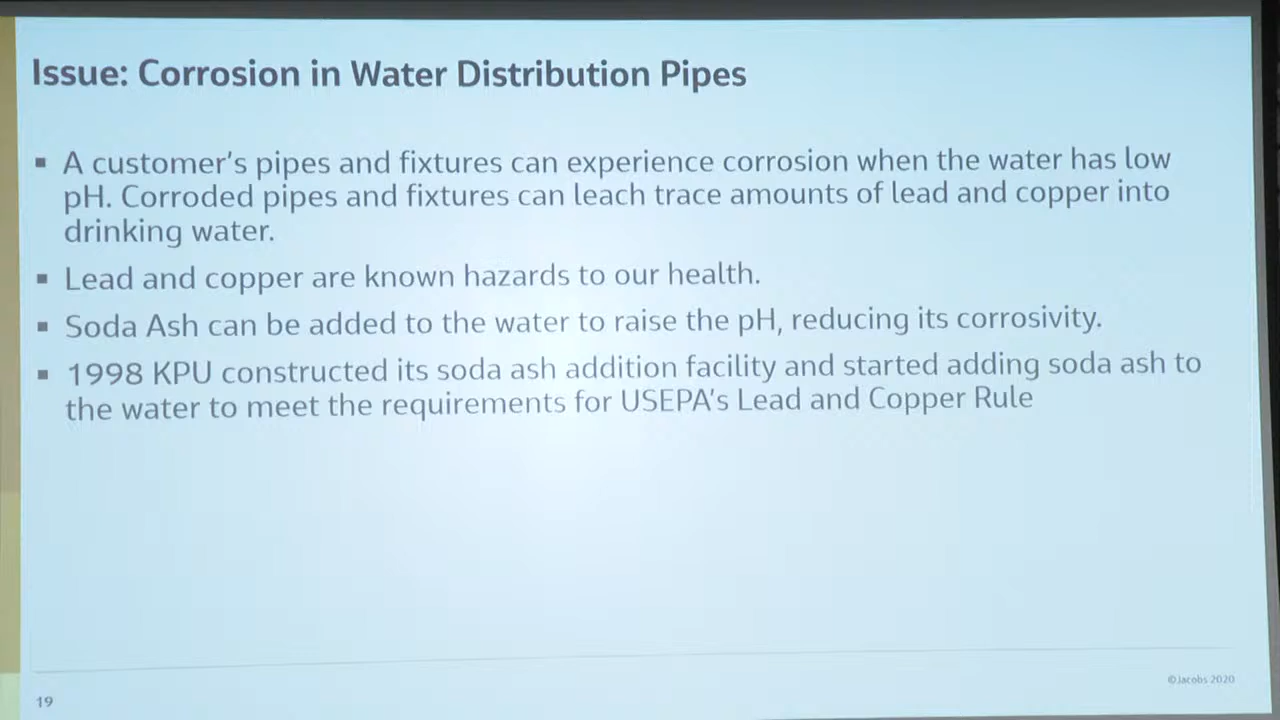 Issue: Corrosion in Water Distribution Pipes
▪ A customer's pipes and fixtures can experience corrosion when the water has low
pH. Corroded pipes and fixtures can leach trace amounts of lead and copper into
drinking water.
▪ Lead and copper are known hazards to our health.
▪ Soda Ash can be added to the water to raise the pH, reducing its corrosivity.
▪ 1998 KPU constructed its soda ash addition facility and started adding soda ash to
the water to meet the requirements for USEPA's Lead and Copper Rule
©Jacobs 2020
19